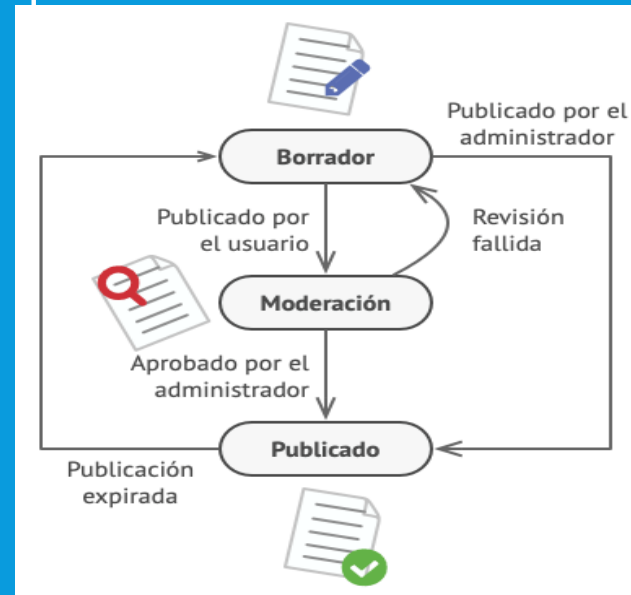 Publicado por el
administrador
Borrador
Publicado por
el usuario
Revisión
fallida
Moderación
Aprobado por el
administrador
Publicado
Publicación
expirada